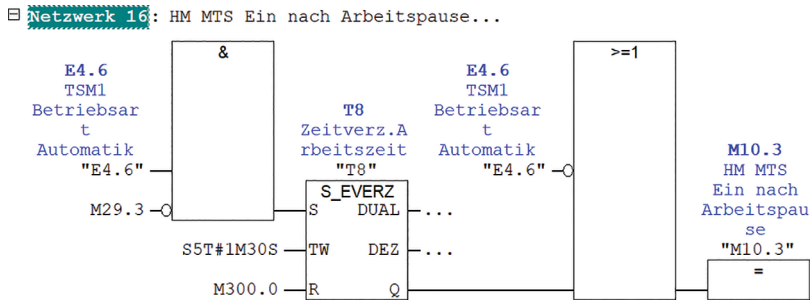 Netzwerk 16: HM MTS Ein nach Arbeitspause...
&
>=1
E4.6
TSM1
Betriebsar
t
Automatik
"E4.6"
M29.3
T8
Zeitverz.A
rbeitszeit
"T8"
S_EVERZ
S DUAL ...
S5T#1M30S TW DEZ ...
M300.0 R Q
E4.6
TSM1
Betriebsar
t
Automatik
"E4.6"
M10.3
HM MTS
Ein nach
Arbeitspau
se
"M10.3"
=